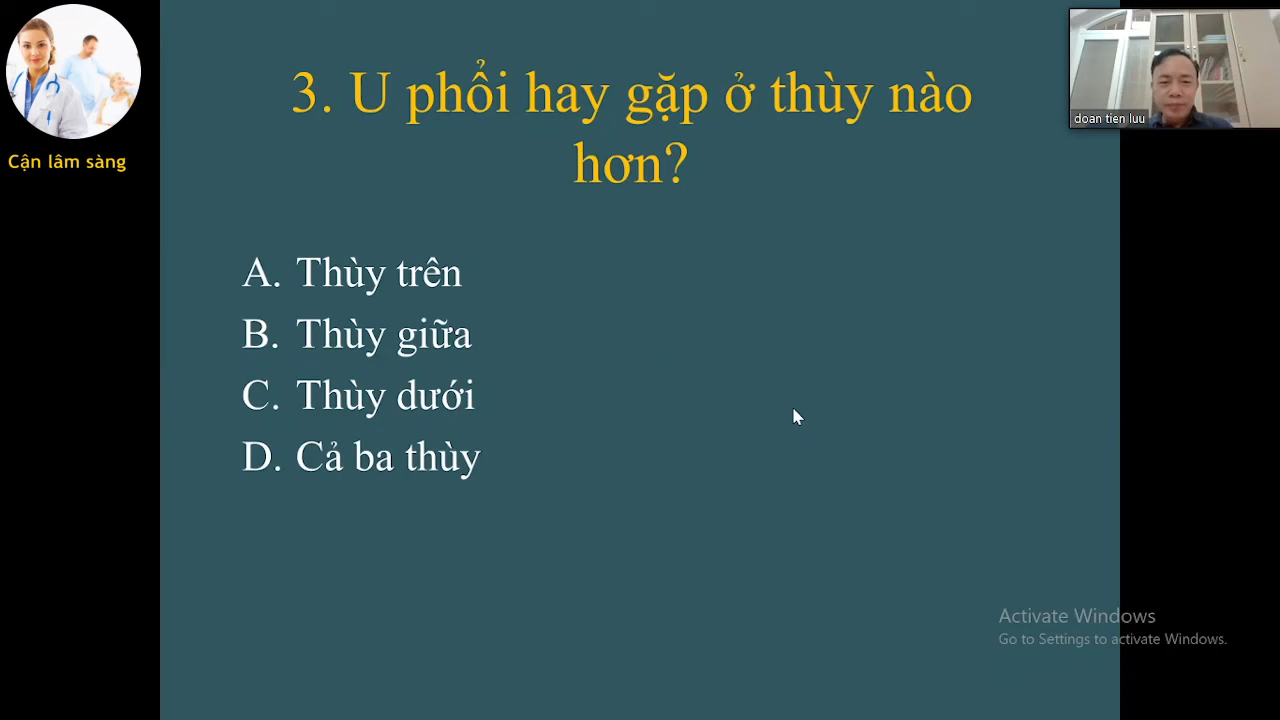 3. U phổi hay gặp ở thùy nào
hơn?
A. Thùy trên
B. Thùy giữa
C. Thùy dưới
D. Cả ba thùy
Cận lâm sàng
doan tien luu
Activate Windows
Go to Settings to activate Windows.